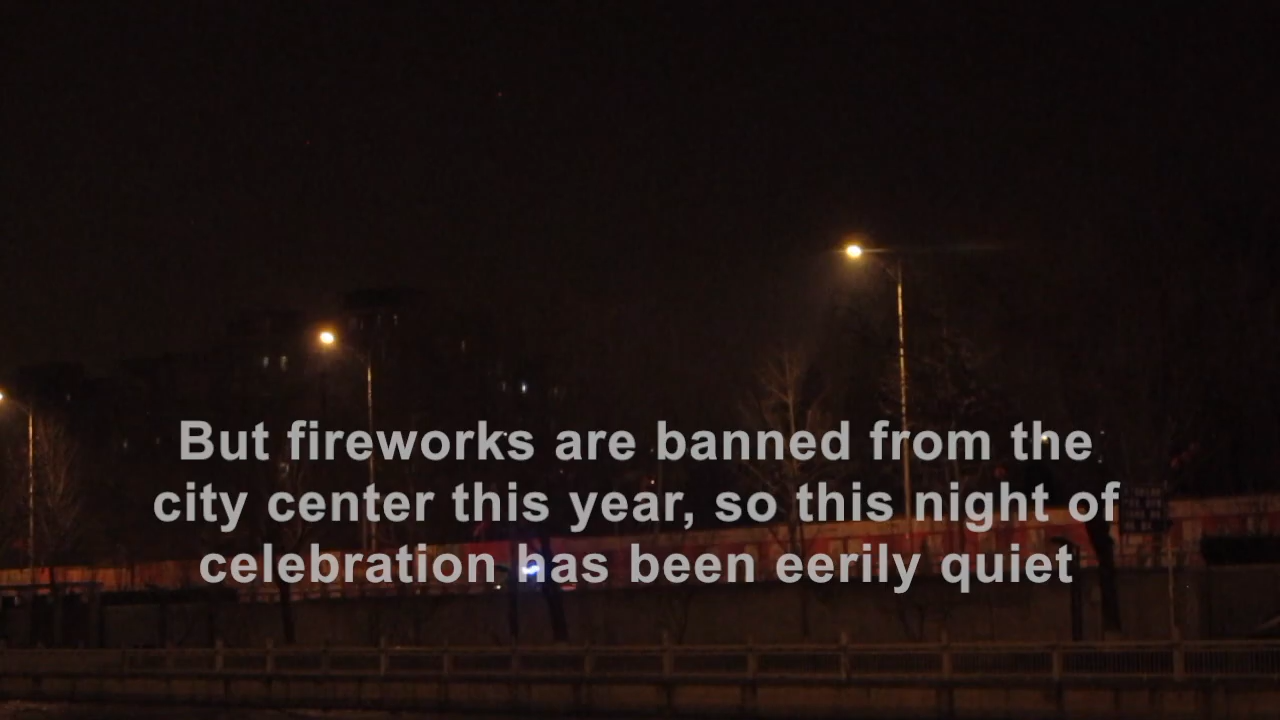 But fireworks are banned from the
city center this year, so this night of
celebration has been eerily quiet